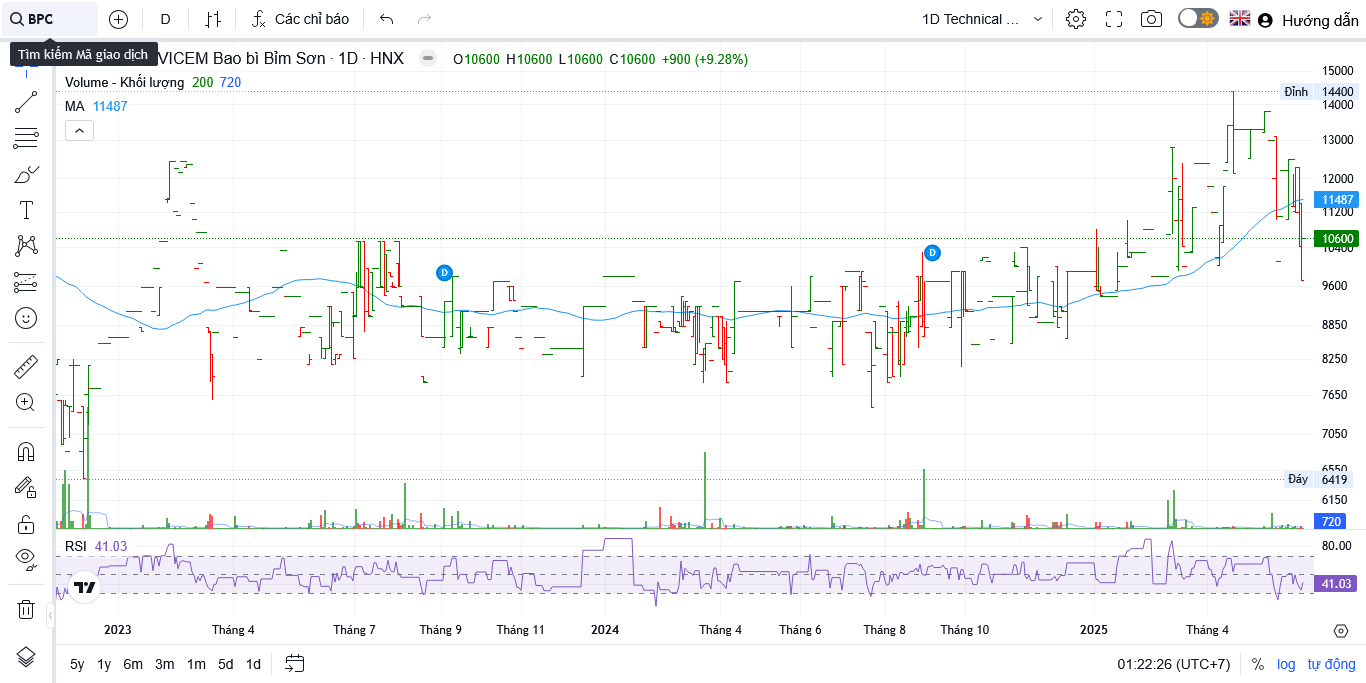 BPC
D
Các chỉ báo
1D Technical ...
Hướng dẫn
Tìm kiếm Mã giao dịch
VICEM Bao bì Bỉm Sơn · 1D · HNX
O10600 H10600 L10600 C10600 +900 (+9.28%)
Volume - Khối lượng 200 720
MA 11487
15000
Đỉnh 14400
14000
13000
12000
11487
11200
10600
10400
9600
8850
8250
7650
7050
6550
Đáy 6419
6150
720
D
D
RSI 41.03
80.00
41.03
2023 Tháng 4 Tháng 7 Tháng 9 Tháng 11 2024 Tháng 4 Tháng 6 Tháng 8 Tháng 10 2025 Tháng 4
5y 1y 6m 3m 1m 5d 1d
01:22:26 (UTC+7) % log tự động